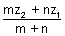 mz₂ + nz₁
m + n